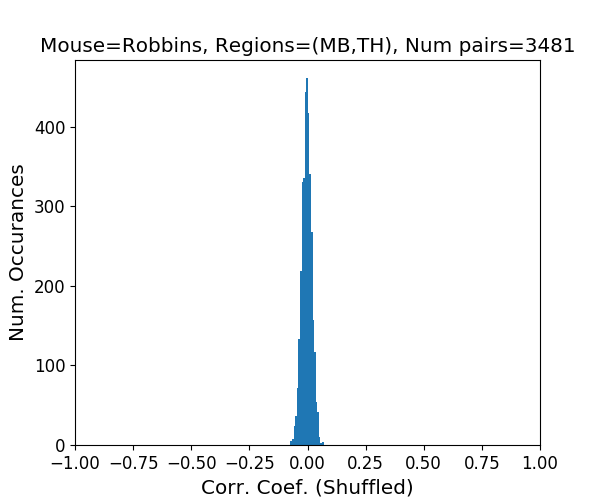 Mouse=Robbins, Regions=(MB,TH), Num pairs=3481
Num. Occurances
400
300
200
100
0
−1.00 −0.75 −0.50 −0.25 0.00 0.25 0.50 0.75 1.00
Corr. Coef. (Shuffled)